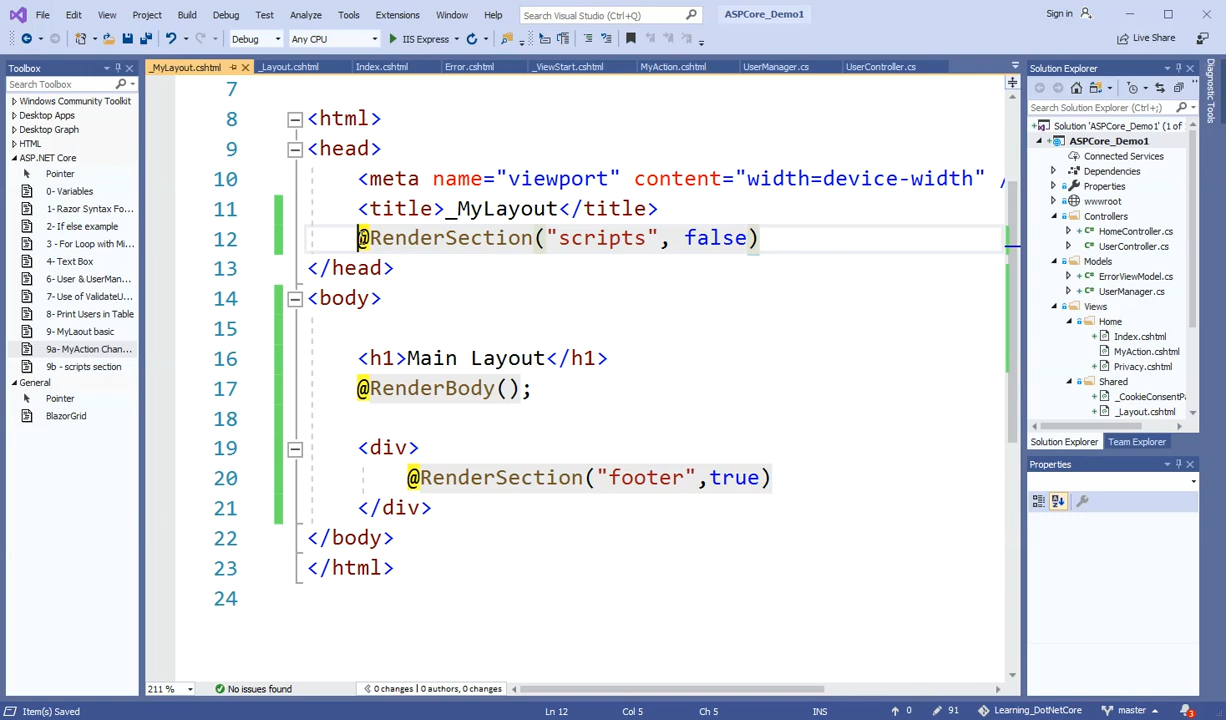 File Edit View Project Build Debug Test Analyze Tools Extensions Window Help Search Visual Studio (Ctrl+Q) ASPCore_Demo1 Sign in
Debug Any CPU IIS Express Live Share
Toolbox
Search Toolbox
Windows Community Toolkit
Desktop Apps
Desktop Graph
HTML
ASP.NET Core
Pointer
0- Variables
1- Razor Syntax Fo...
2- If else example
3 - For Loop with Mi...
4- Text Box
6- User & UserMan...
7- Use of ValidateU...
8- Print Users in Table
9- MyLaout basic
9a- MyAction Chan...
9b - scripts section
General
Pointer
BlazorGrid
_MyLayout.cshtml _Layout.cshtml Index.cshtml Error.cshtml _ViewStart.cshtml MyAction.cshtml UserManager.cs UserController.cs
7
8 <html>
9 <head>
10 <meta name="viewport" content="width=device-width" /
11 <title>_MyLayout</title>
12 @RenderSection("scripts", false)
13 </head>
14 <body>
15
16 <h1>Main Layout</h1>
17 @RenderBody();
18
19 <div>
20 @RenderSection("footer",true)
21 </div>
22 </body>
23 </html>
24
211 % No issues found 0 changes | 0 authors, 0 changes
Solution Explorer
Search Solution Explorer (Ctrl+;)
Solution 'ASPCore_Demo1' (1 of
ASPCore_Demo1
Connected Services
Dependencies
Properties
wwwroot
Controllers
HomeController.cs
UserController.cs
Models
ErrorViewModel.cs
UserManager.cs
Views
Home
Index.cshtml
MyAction.cshtml
Privacy.cshtml
Shared
_CookieConsentPa
_Layout.cshtml
Solution Explorer Team Explorer
Properties
Diagnostic Tools
Item(s) Saved Ln 12 Col 5 Ch 5 INS 0 91 Learning_DotNetCore master 3